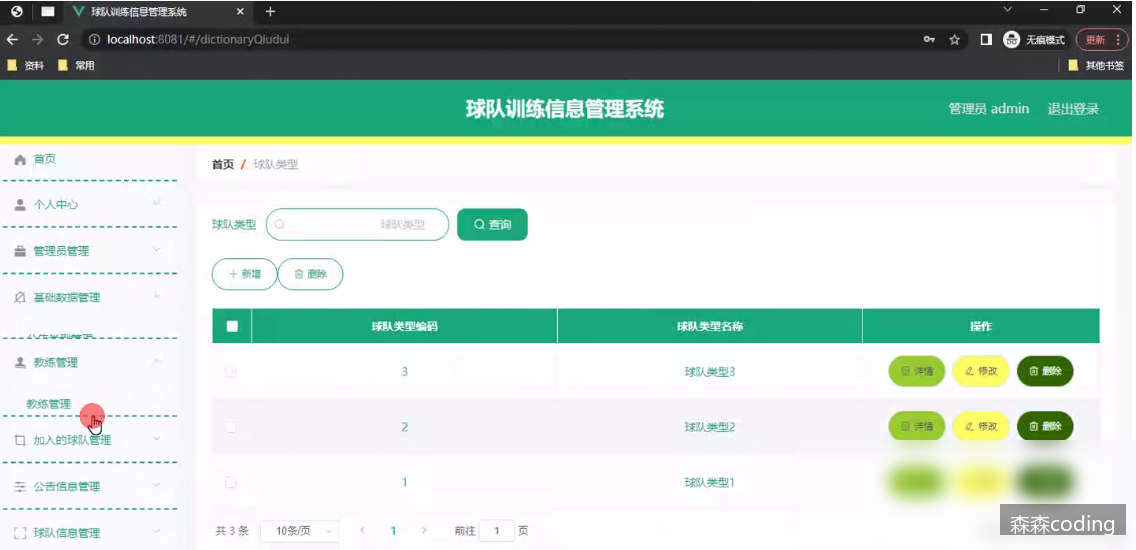 球队训练信息管理系统
localhost:8081/#/dictionaryQiudui
无痕模式
更新
资料
常用
其他书签
球队训练信息管理系统
管理员 admin
退出登录
首页
个人中心
管理员管理
基础数据管理
公告类型管理
教练管理
教练管理
加入的球队管理
公告信息管理
球队信息管理
首页 / 球队类型
球队类型
球队类型
查询
新增
删除
球队类型编码 球队类型名称 操作
3 球队类型3 详情 修改 删除
2 球队类型2 详情 修改 删除
1 球队类型1
共 3 条 10条/页 1 前往 1 页
森森coding